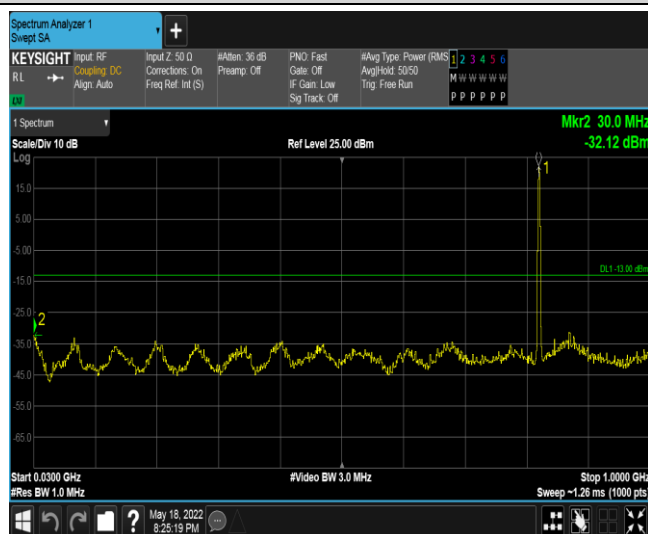 Spectrum Analyzer 1
Swept SA
+
KEYSIGHT
RL
LXI
Input: RF
Coupling: DC
Align: Auto
Input Z: 50 Ω
Corrections: On
Freq Ref: Int (S)
#Atten: 36 dB
Preamp: Off
PNO: Fast
Gate: Off
IF Gain: Low
Sig Track: Off
#Avg Type: Power (RMS
Avg|Hold: 50/50
Trig: Free Run
1 2 3 4 5 6
M W W W W W
P P P P P P
1 Spectrum
Mkr2 30.0 MHz
Scale/Div 10 dB
Ref Level 25.00 dBm
-32.12 dBm
Log
1
15.0
5.00
-5.00
DL1 -13.00 dBm
-15.0
-25.0
2
-35.0
-45.0
-55.0
-65.0
Start 0.0300 GHz
#Video BW 3.0 MHz
Stop 1.0000 GHz
#Res BW 1.0 MHz
Sweep ~1.26 ms (1000 pts)
?
May 18, 2022
8:25:19 PM